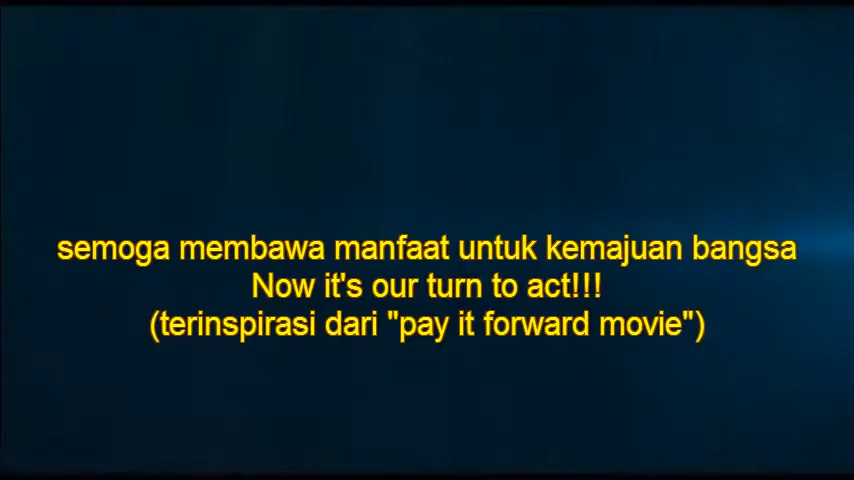 semoga membawa manfaat untuk kemajuan bangsa
Now it's our turn to act!!!
(terinspirasi dari "pay it forward movie")